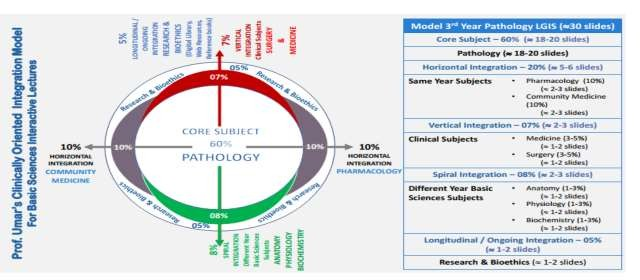 Prof. Umar's Clinically Oriented Integration Model
For Basic Sciences Interactive Lectures
5%
LONGITUDINAL/
ONGOING
INTEGRATION
RESEARCH &
BIOETHICS
(Digital Library,
Web Resources,
Reference books)
7%
VERTICAL
INTEGRATION
Clinical Subjects
SURGERY
&
MEDICINE
05%
Research & Bioethics
Research & Bioethics
07%
CORE SUBJECT
60%
PATHOLOGY
10%
10%
10%
HORIZONTAL
INTEGRATION
COMMUNITY
MEDICINE
10%
HORIZONTAL
INTEGRATION
PHARMACOLOGY
08%
Research & Bioethics
Research & Bioethics
05%
8%
SPIRAL
INTEGRATION
Different Year
Basic Sciences
Subjects
ANATOMY
PHYSIOLOGY
BIOCHEMISTRY
Model 3rd Year Pathology LGIS (≈30 slides)
Core Subject – 60% (≈ 18-20 slides)
Pathology (≈ 18-20 slides)
Horizontal Integration – 20% (≈ 5-6 slides)
Same Year Subjects
• Pharmacology (10%)
(≈ 2-3 slides)
• Community Medicine
(10%)
(≈ 2-3 slides)
Vertical Integration – 07% (≈ 2-3 slides)
Clinical Subjects
• Medicine (3-5%)
(≈ 1-2 slides)
• Surgery (3-5%)
(≈ 1-2 slides)
Spiral Integration – 08% (≈ 2-3 slides)
Different Year Basic
Sciences Subjects
• Anatomy (1-3%)
(≈ 1-2 slides)
• Physiology (1-3%)
(≈ 1-2 slides)
• Biochemistry (1-3%)
(≈ 1-2 slides)
Longitudinal / Ongoing Integration – 05%
(≈ 1-2 slides)
Research & Bioethics (≈ 1-2 slides)